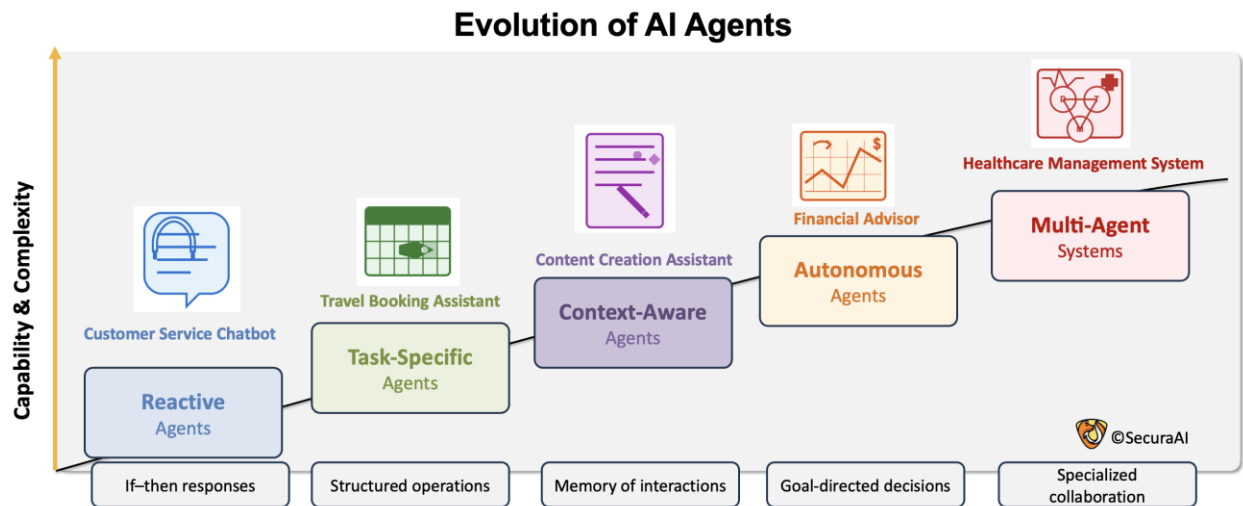 Evolution of AI Agents
Capability & Complexity
Customer Service Chatbot
Reactive
Agents
If–then responses
Travel Booking Assistant
Task-Specific
Agents
Structured operations
Content Creation Assistant
Context-Aware
Agents
Memory of interactions
$
Financial Advisor
Autonomous
Agents
Goal-directed decisions
D T
M
Healthcare Management System
Multi-Agent
Systems
Specialized
collaboration
©SecuraAI